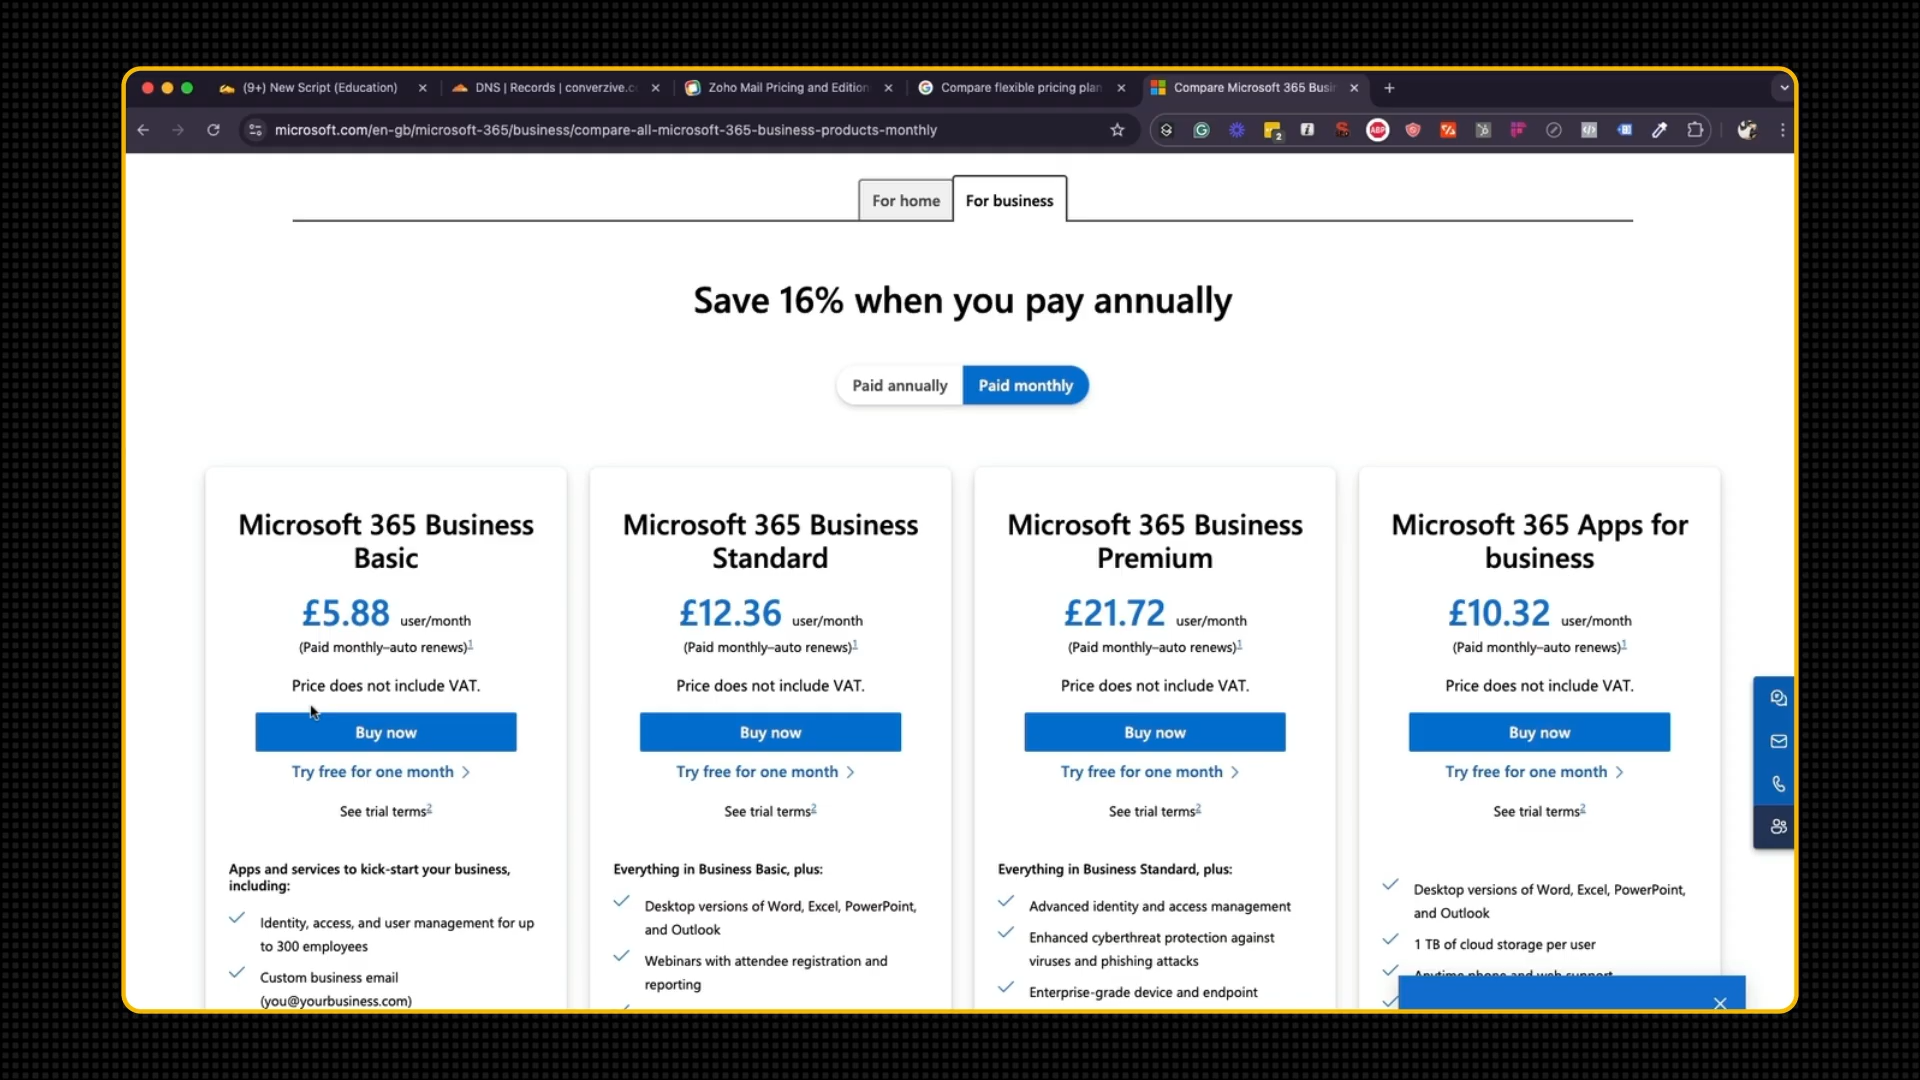 (9+) New Script (Education)
DNS | Records | converzive.c
Zoho Mail Pricing and Edition
Compare flexible pricing plan
Compare Microsoft 365 Busin
microsoft.com/en-gb/microsoft-365/business/compare-all-microsoft-365-business-products-monthly
2
ABP
For home
For business
Save 16% when you pay annually
Paid annually
Paid monthly
Microsoft 365 Business
Basic
£5.88 user/month
(Paid monthly–auto renews)1
Price does not include VAT.
Buy now
Try free for one month
See trial terms2
Apps and services to kick-start your business,
including:
Identity, access, and user management for up
to 300 employees
Custom business email
(you@yourbusiness.com)
Microsoft 365 Business
Standard
£12.36 user/month
(Paid monthly–auto renews)1
Price does not include VAT.
Buy now
Try free for one month
See trial terms2
Everything in Business Basic, plus:
Desktop versions of Word, Excel, PowerPoint,
and Outlook
Webinars with attendee registration and
reporting
Microsoft 365 Business
Premium
£21.72 user/month
(Paid monthly–auto renews)1
Price does not include VAT.
Buy now
Try free for one month
See trial terms2
Everything in Business Standard, plus:
Advanced identity and access management
Enhanced cyberthreat protection against
viruses and phishing attacks
Enterprise-grade device and endpoint
Microsoft 365 Apps for
business
£10.32 user/month
(Paid monthly–auto renews)1
Price does not include VAT.
Buy now
Try free for one month
See trial terms2
Desktop versions of Word, Excel, PowerPoint,
and Outlook
1 TB of cloud storage per user
Anytime phone and web support